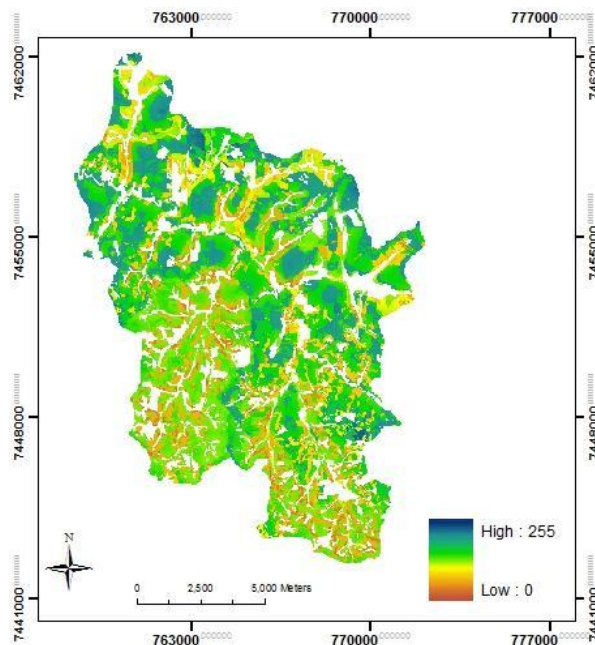 763000 770000 777000
7462000 7462000
7455000 7455000
7448000 7448000
7441000 7441000
High : 255
Low : 0
N
0 2,500 5,000 Meters
763000 770000 777000